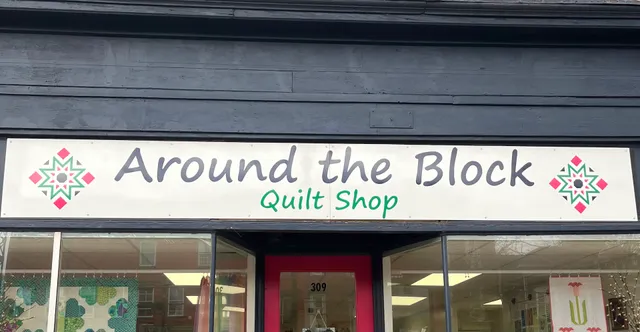 Around the Block
Quilt Shop
309